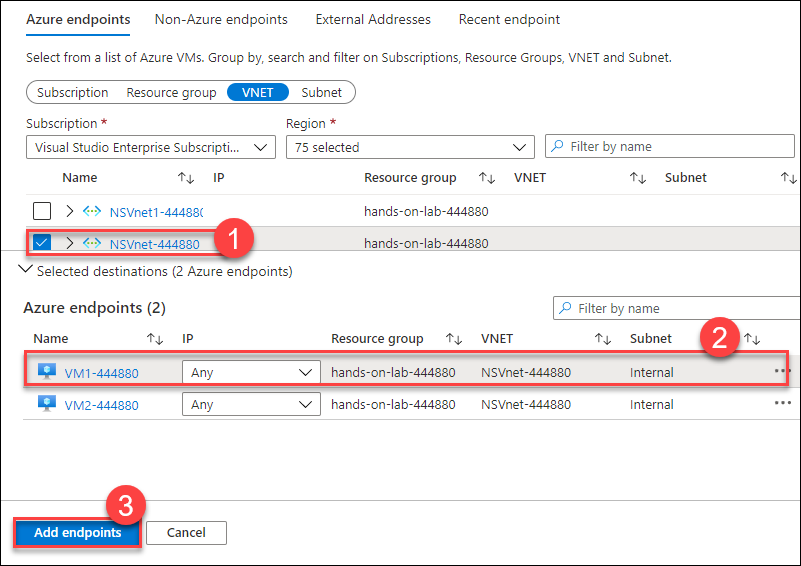 Azure endpoints Non-Azure endpoints External Addresses Recent endpoint
Select from a list of Azure VMs. Group by, search and filter on Subscriptions, Resource Groups, VNET and Subnet.
Subscription Resource group VNET Subnet
Subscription * Region *
Visual Studio Enterprise Subscripti... 75 selected Filter by name
Name IP Resource group VNET Subnet
NSVnet1-444880 hands-on-lab-444880
NSVnet-444880 hands-on-lab-444880
1
Selected destinations (2 Azure endpoints)
Azure endpoints (2) Filter by name
Name IP Resource group VNET Subnet
2
VM1-444880 Any hands-on-lab-444880 NSVnet-444880 Internal ...
VM2-444880 Any hands-on-lab-444880 NSVnet-444880 Internal ...
3
Add endpoints Cancel